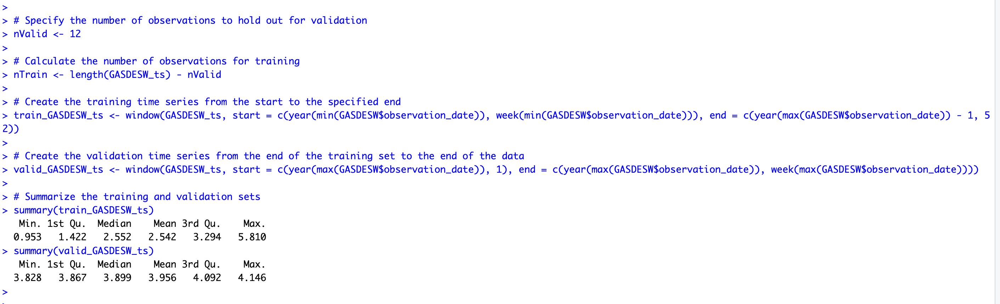 >
> # Specify the number of observations to hold out for validation
> nValid <- 12
>
> # Calculate the number of observations for training
> nTrain <- length(GASDESW_ts) - nValid
>
> # Create the training time series from the start to the specified end
> train_GASDESW_ts <- window(GASDESW_ts, start = c(year(min(GASDESW$observation_date)), week(min(GASDESW$observation_date))), end = c(year(max(GASDESW$observation_date)) - 1, 5
2))
>
> # Create the validation time series from the end of the training set to the end of the data
> valid_GASDESW_ts <- window(GASDESW_ts, start = c(year(max(GASDESW$observation_date)), 1), end = c(year(max(GASDESW$observation_date)), week(max(GASDESW$observation_date))))
>
> # Summarize the training and validation sets
> summary(train_GASDESW_ts)
   Min. 1st Qu.  Median    Mean 3rd Qu.    Max.
  0.953   1.422   2.552   2.542   3.294   5.810
> summary(valid_GASDESW_ts)
   Min. 1st Qu.  Median    Mean 3rd Qu.    Max.
  3.828   3.867   3.899   3.956   4.092   4.146
>